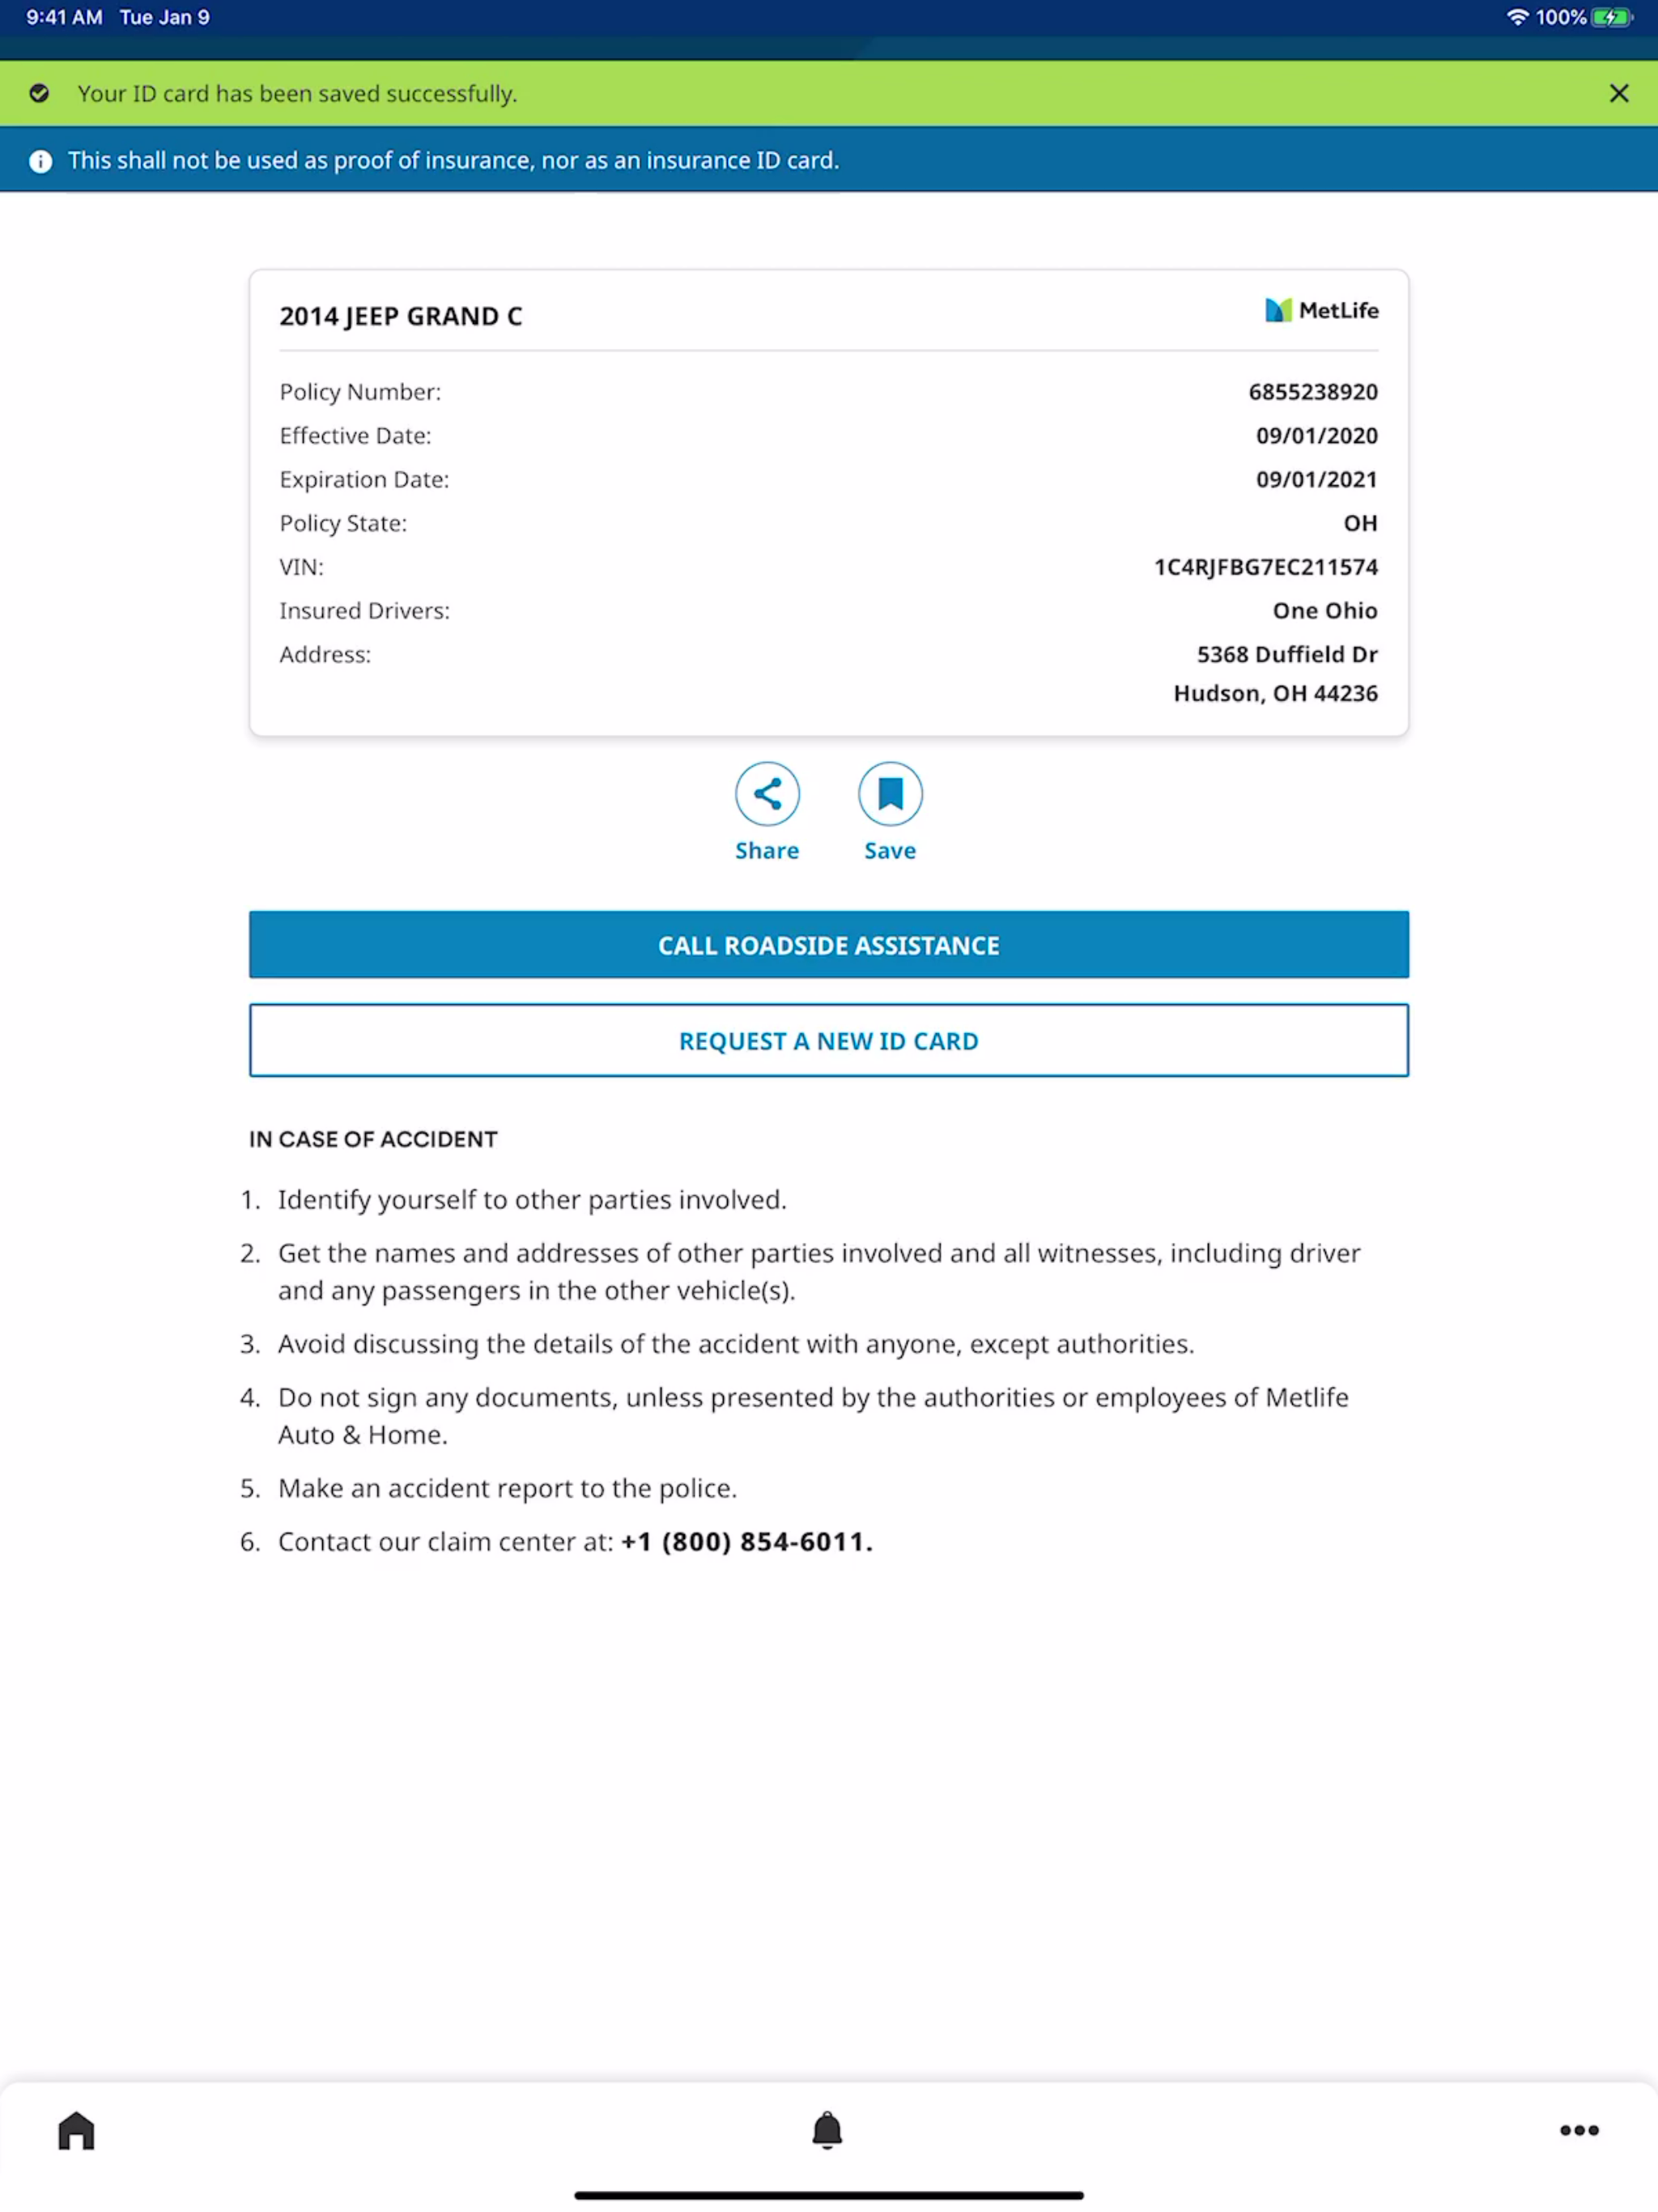 9:41 AM Tue Jan 9 100%
Your ID card has been saved successfully.
This shall not be used as proof of insurance, nor as an insurance ID card.
2014 JEEP GRAND C MetLife
Policy Number: 6855238920
Effective Date: 09/01/2020
Expiration Date: 09/01/2021
Policy State: OH
VIN: 1C4RJFBG7EC211574
Insured Drivers: One Ohio
Address: 5368 Duffield Dr
Hudson, OH 44236
Share Save
CALL ROADSIDE ASSISTANCE
REQUEST A NEW ID CARD
IN CASE OF ACCIDENT
1. Identify yourself to other parties involved.
2. Get the names and addresses of other parties involved and all witnesses, including driver
and any passengers in the other vehicle(s).
3. Avoid discussing the details of the accident with anyone, except authorities.
4. Do not sign any documents, unless presented by the authorities or employees of Metlife
Auto & Home.
5. Make an accident report to the police.
6. Contact our claim center at: +1 (800) 854-6011.